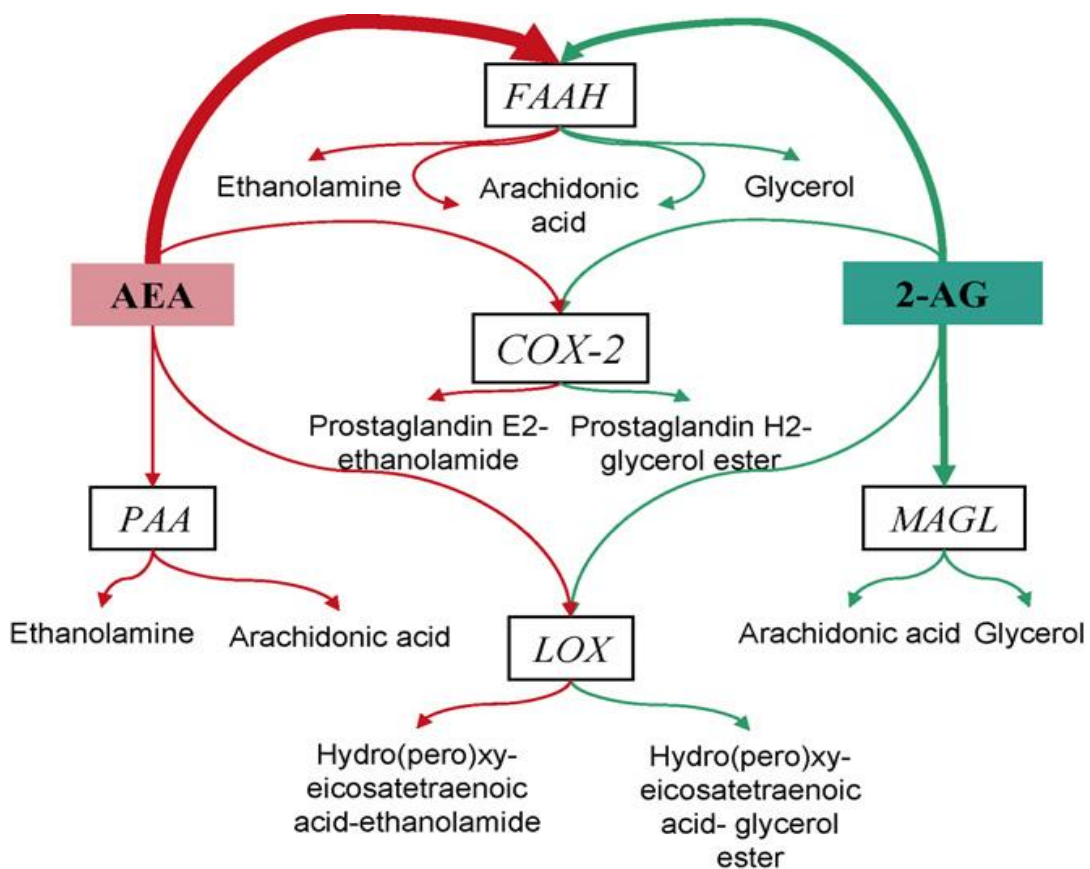 FAAH
Ethanolamine
Arachidonic
acid
Glycerol
AEA
2-AG
COX-2
Prostaglandin E2-
ethanolamide
Prostaglandin H2-
glycerol ester
PAA
MAGL
Ethanolamine
Arachidonic acid
LOX
Arachidonic acid
Glycerol
Hydro(pero)xy-
eicosatetraenoic
acid-ethanolamide
Hydro(pero)xy-
eicosatetraenoic
acid- glycerol
ester